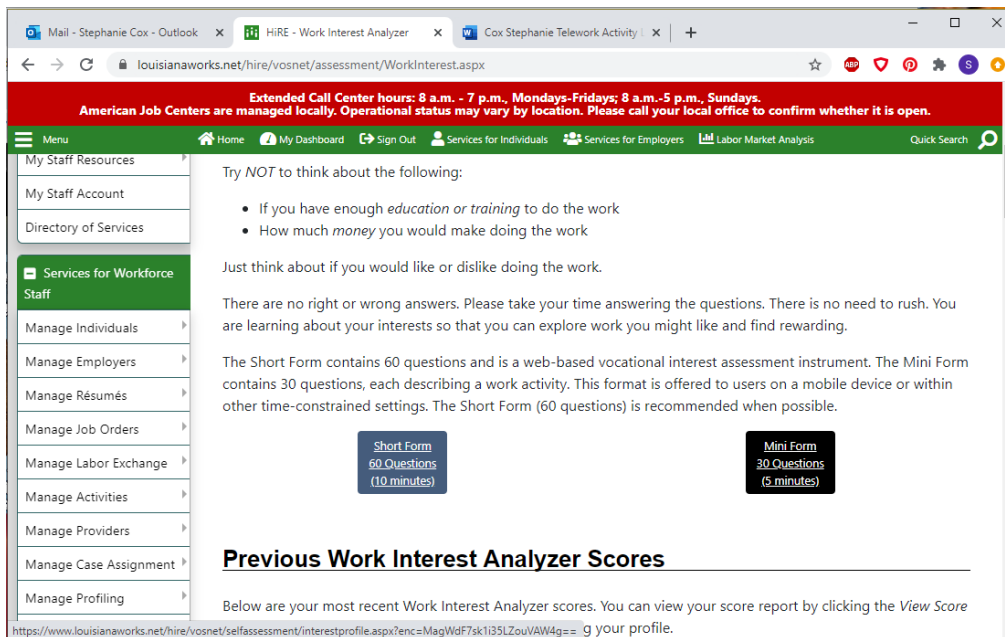 Mail - Stephanie Cox - Outlook
HiRE - Work Interest Analyzer
Cox Stephanie Telework Activity L
louisianaworks.net/hire/vosnet/assessment/WorkInterest.aspx
ABP
S
Extended Call Center hours: 8 a.m. - 7 p.m., Mondays-Fridays; 8 a.m.-5 p.m., Sundays.
American Job Centers are managed locally. Operational status may vary by location. Please call your local office to confirm whether it is open.
Menu
Home
My Dashboard
Sign Out
Services for Individuals
Services for Employers
Labor Market Analysis
Quick Search
My Staff Resources
My Staff Account
Directory of Services
Services for Workforce
Staff
Manage Individuals
Manage Employers
Manage Résumés
Manage Job Orders
Manage Labor Exchange
Manage Activities
Manage Providers
Manage Case Assignment
Manage Profiling
Try NOT to think about the following:
• If you have enough education or training to do the work
• How much money you would make doing the work
Just think about if you would like or dislike doing the work.
There are no right or wrong answers. Please take your time answering the questions. There is no need to rush. You
are learning about your interests so that you can explore work you might like and find rewarding.
The Short Form contains 60 questions and is a web-based vocational interest assessment instrument. The Mini Form
contains 30 questions, each describing a work activity. This format is offered to users on a mobile device or within
other time-constrained settings. The Short Form (60 questions) is recommended when possible.
Short Form
60 Questions
(10 minutes)
Mini Form
30 Questions
(5 minutes)
Previous Work Interest Analyzer Scores
Below are your most recent Work Interest Analyzer scores. You can view your score report by clicking the View Score
g your profile.
https://www.louisianaworks.net/hire/vosnet/selfassessment/interestprofile.aspx?enc=MagWdF7sk1i35LZouVAW4g==